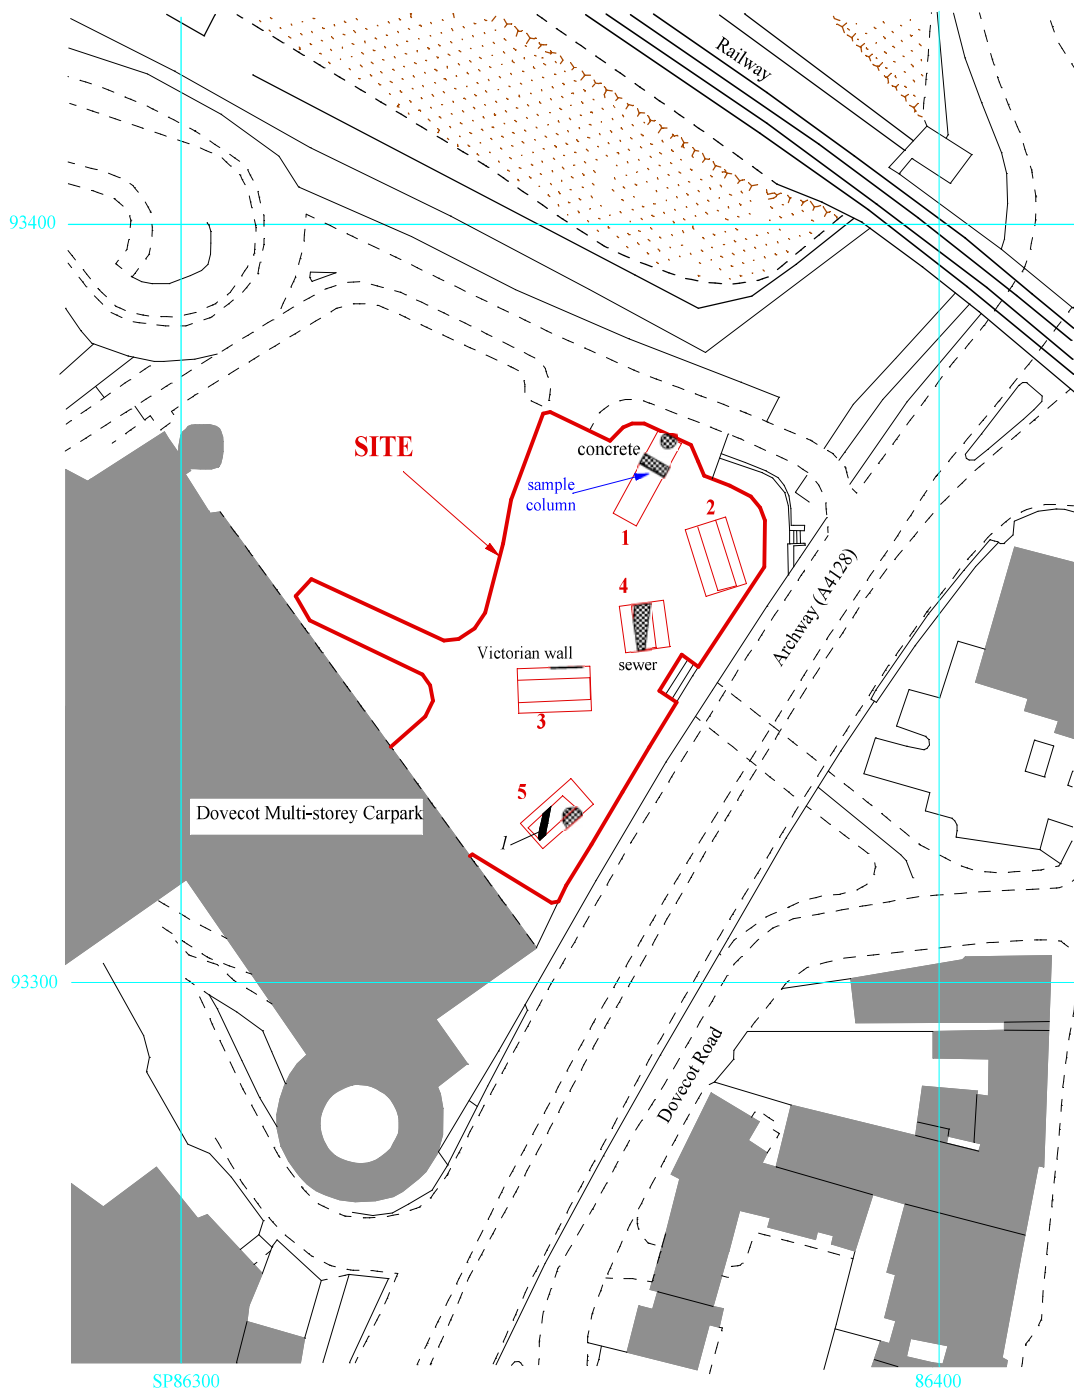 Railway
93400
SITE
concrete
sample
column
2
1
Archway (A4128)
4
Victorian wall
sewer
3
5
Dovecot Multi-storey Carpark
1
93300
Dovecot Road
SP86300
86400